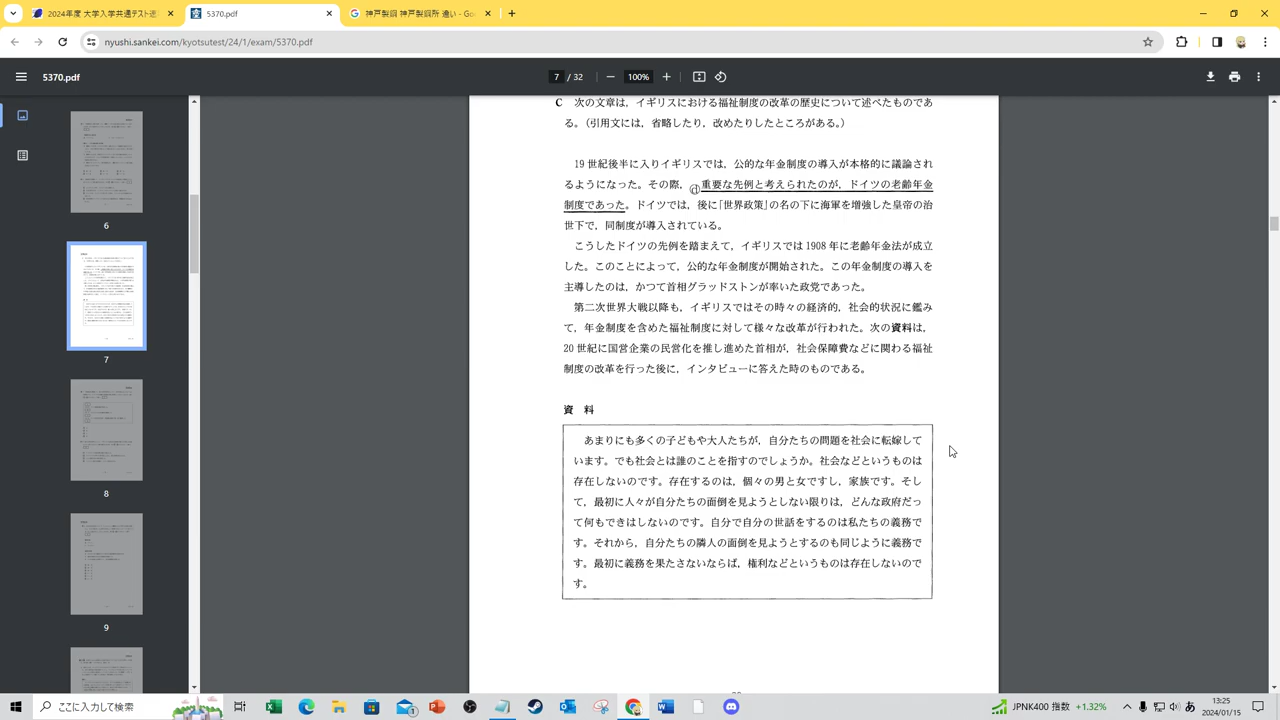 2024年度 大学入学共通テスト速
5370.pdf
神戸製鋼 神戸製鋼所 違い - Goo
nyushi.sankei.com/kyotsutest/24/1/exam/5370.pdf
5370.pdf
7 / 32
100%
6
7
8
9
C 次の文章は,イギリスにおける福祉制度の改革の歴史について述べたものであ
る。(引用文には,省略したり,改めたりしたところがある。)
19 世紀後半に入りイギリスでは,公的な年金制度の導入が本格的に議論され
るようになった。その際,ⓓ重要な先例と考えられたのが,ドイツの老齢年金
制度であった。ドイツでは,後に「世界政策」の名の下に海軍を増強した皇帝の治
世下で,同制度が導入されている。
こうしたドイツの先例を踏まえて,イギリスでは 1908 年に老齢年金法が成立
した。このことによって,公的な年金制度が開始された。 の年金制度の導入を
主導したのは,かつて首相グラッドストンが率いた政党であった。
第二次世界大戦以降も,イギリスではその時々の経済的,社会的状況に鑑み
て,年金制度を含めた福祉制度に対して様々な改革が行われた。次の資料は,
20 世紀に国営企業の民営化を推し進めた首相が,社会保障費などに関わる福祉
制度の改革を行った後に,インタビューに答えた時のものである。
資 料
あまりにも多くの子どもや大人たちが,自分たちの問題を社会に転嫁して
います。でも社会とは誰のことを指すのでしょうか。社会などというものは
存在しないのです。存在するのは,個々の男と女ですし,家族です。そし
て,最初に人々が自分たちの面倒を見ようとしない限りは,どんな政府だっ
て何もできはしないのです。自分で自分の世話をするのは私たちの義務で
す。それから,自分たちの隣人の面倒を見ようとするのも同じように義務で
す。最初に義務を果たさないならば,権利などというものは存在しないので
す。
ここに入力して検索
JPNK400 指数 +1.32%
あ
13:25
2024/01/15